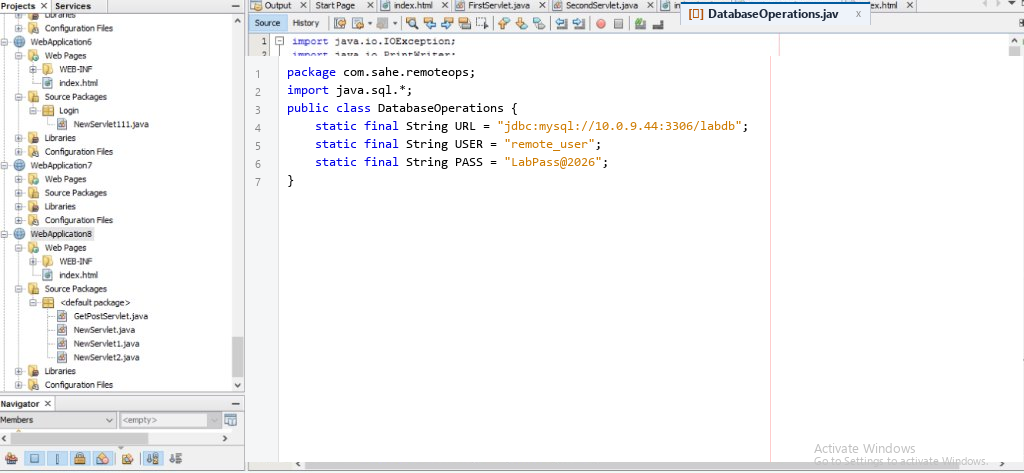 Projects × Services
Libraries
Configuration Files
WebApplication6
Web Pages
WEB-INF
index.html
Source Packages
Login
NewServlet111.java
Libraries
Configuration Files
WebApplication7
Web Pages
Source Packages
Libraries
Configuration Files
WebApplication8
Web Pages
WEB-INF
index.html
Source Packages
<default package>
GetPostServlet.java
NewServlet.java
NewServlet1.java
NewServlet2.java
Libraries
Configuration Files
Navigator ×
Members <empty>
Output × Start Page × index.html × FirstServlet.java × SecondServlet.java ×
[] DatabaseOperations.jav x
Source History
1 import java.io.IOException;
2 import java.io.PrintWriter;
1 package com.sahe.remoteops;
2 import java.sql.*;
3 public class DatabaseOperations {
4 static final String URL = "jdbc:mysql://10.0.9.44:3306/labdb";
5 static final String USER = "remote_user";
6 static final String PASS = "LabPass@2026";
7 }
Activate Windows
Go to Settings to activate Windows.